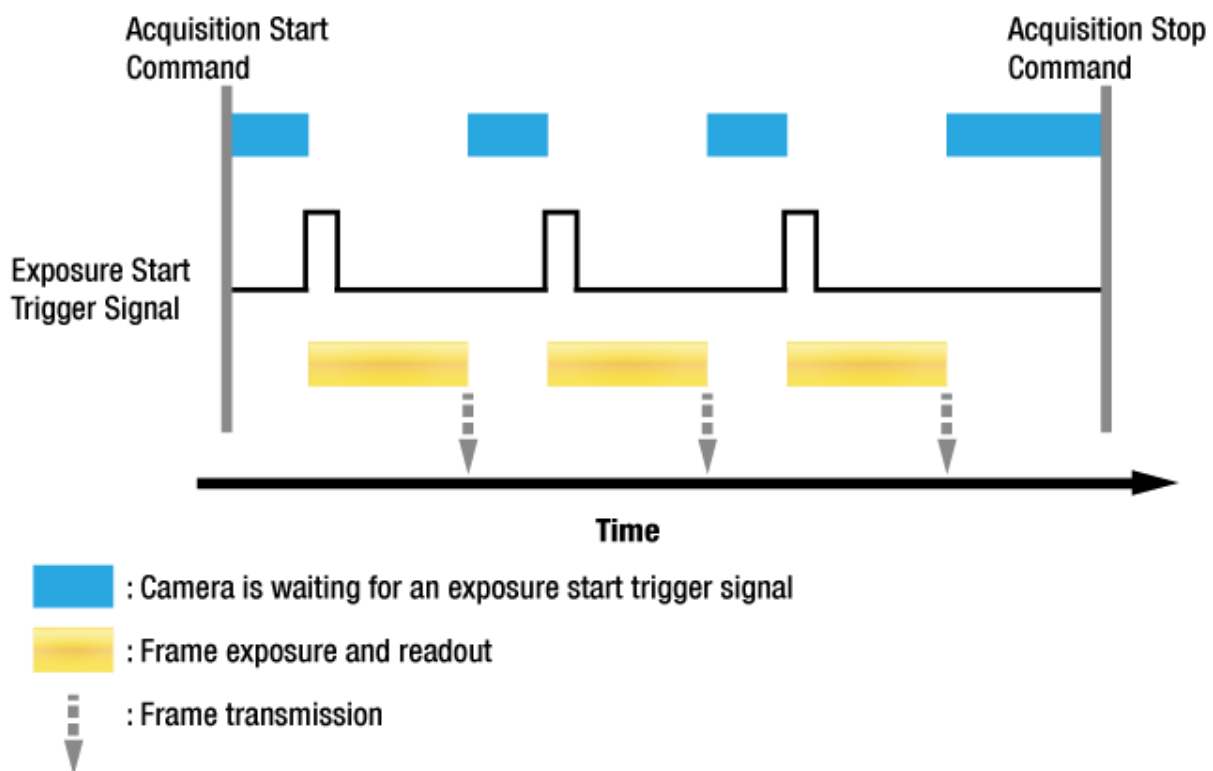 Acquisition Start
Command
Acquisition Stop
Command
Exposure Start
Trigger Signal
Time
: Camera is waiting for an exposure start trigger signal
: Frame exposure and readout
: Frame transmission